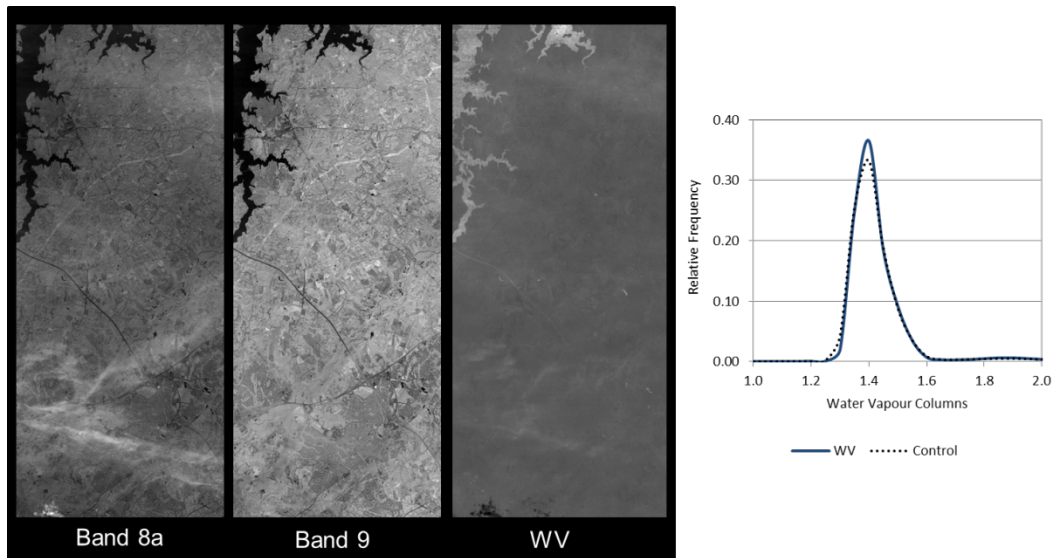 Band 8a
Band 9
WV
0.40
0.30
0.20
0.10
0.00
Relative Frequency
1.0
1.2
1.4
1.6
1.8
2.0
Water Vapour Columns
WV
Control